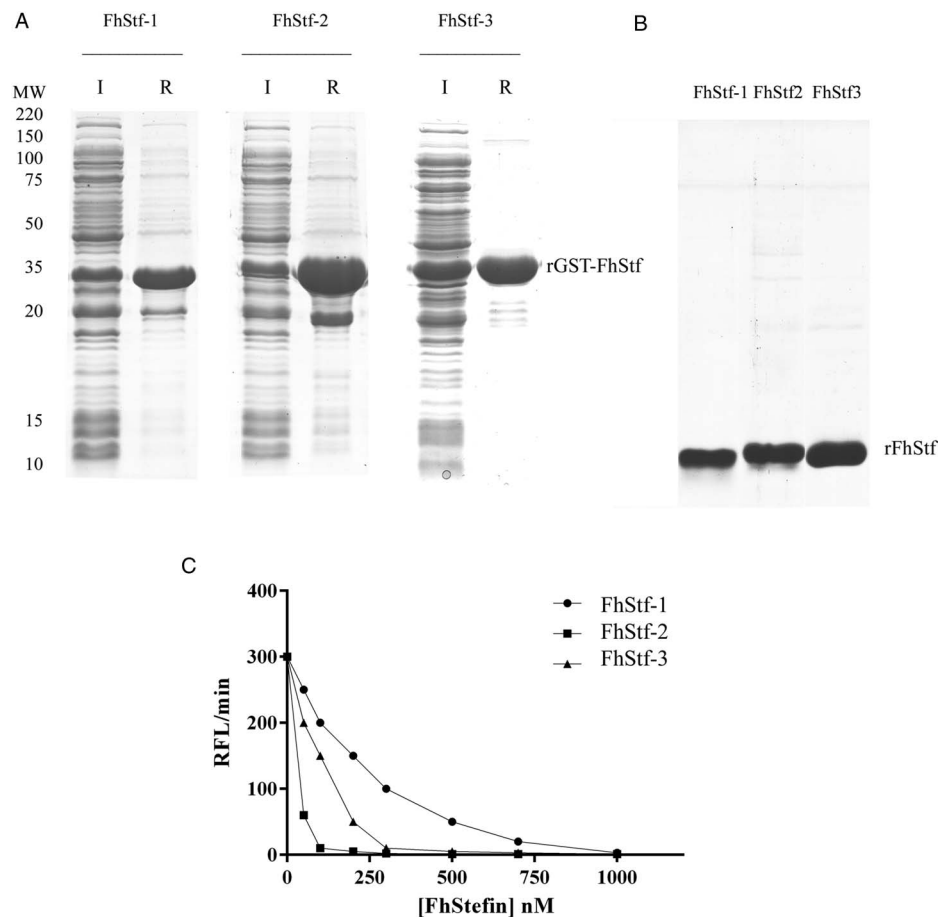 A
FhStf-1 FhStf-2 FhStf-3
I R I R I R
MW
220
150
100
75
50
35
20
15
10
rGST-FhStf
B
FhStf-1 FhStf2 FhStf3
rFhStf
C
400
300
200
100
0
RFL/min
0 250 500 750 1000
[FhStefin] nM
FhStf-1
FhStf-2
FhStf-3